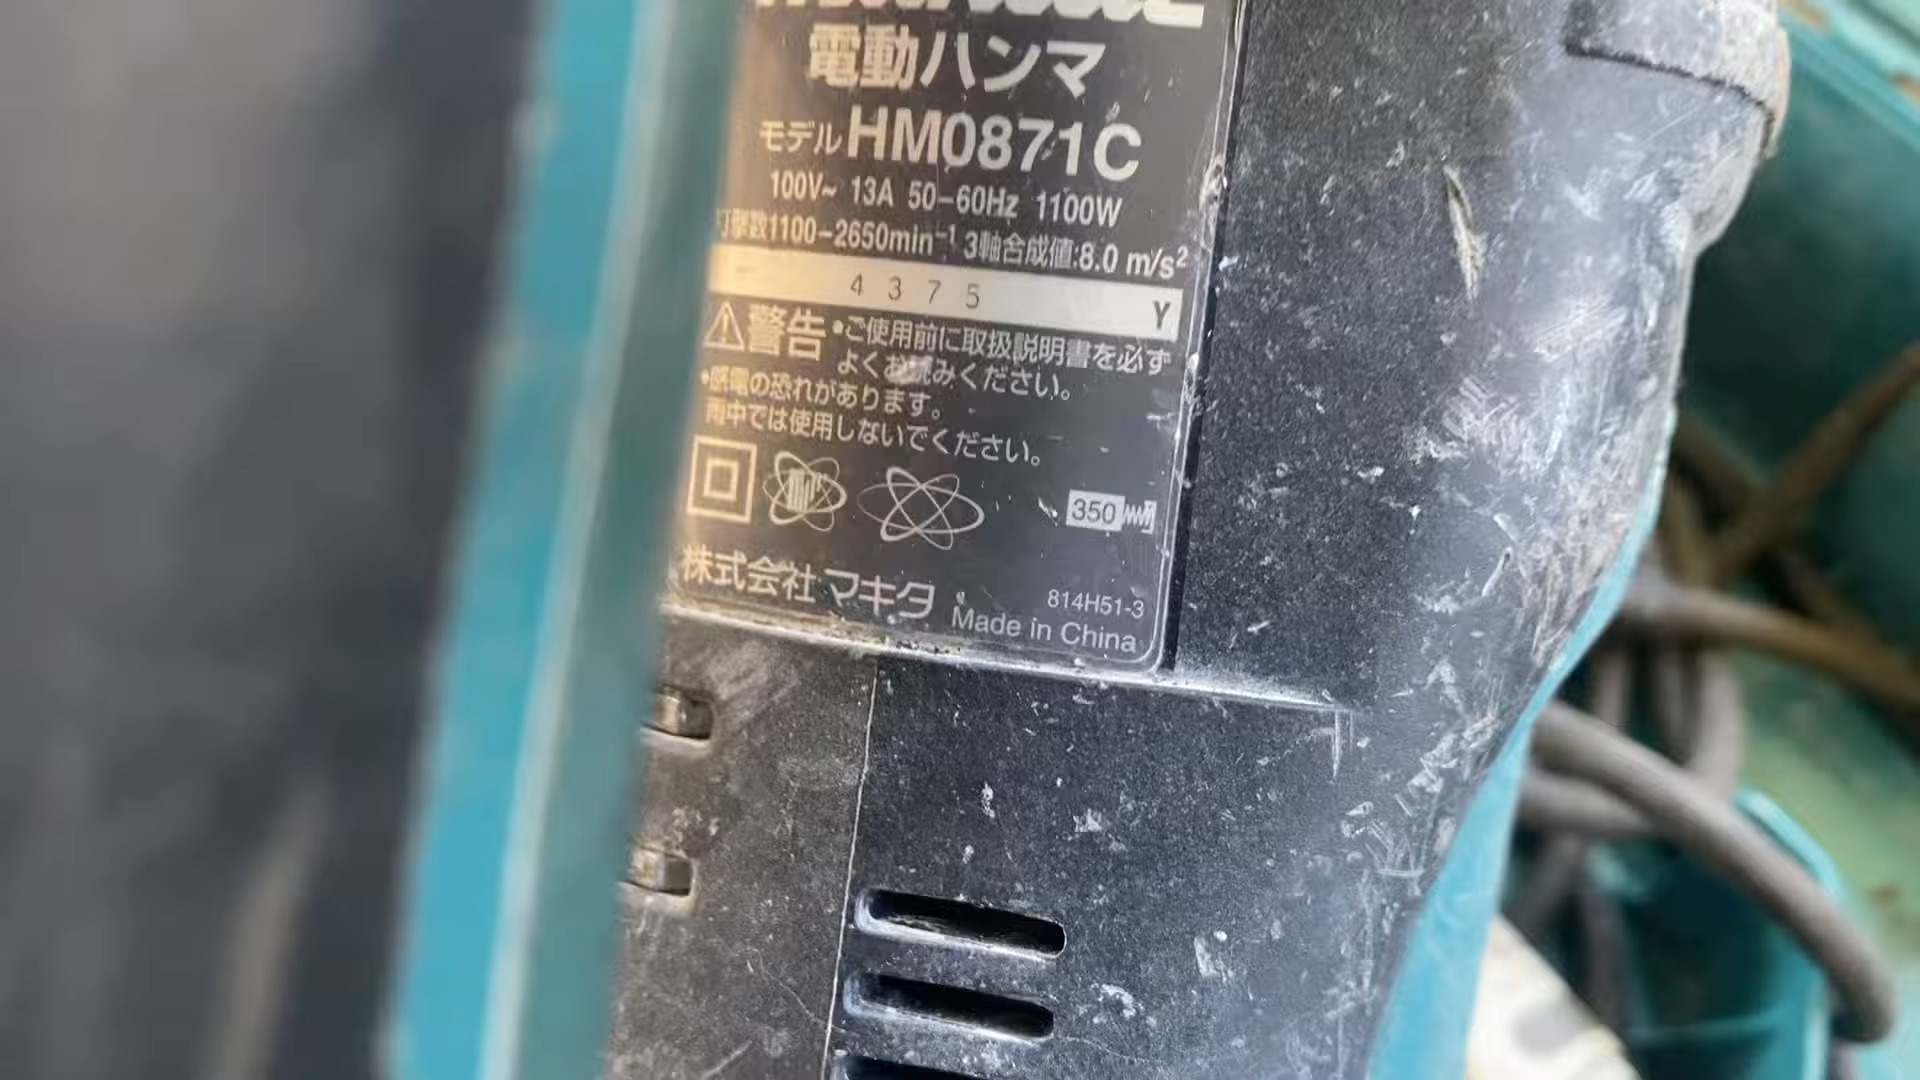 電動ハンマ
モデル HM0871C
100V~ 13A 50-60Hz 1100W
打撃数1100-2650min⁻¹ 3軸合成値:8.0 m/s²
4375 Y
警告 •ご使用前に取扱説明書を必ず
よくお読みください。
•感電の恐れがあります。
雨中では使用しないでください。
350
株式会社マキタ
814H51-3
Made in China